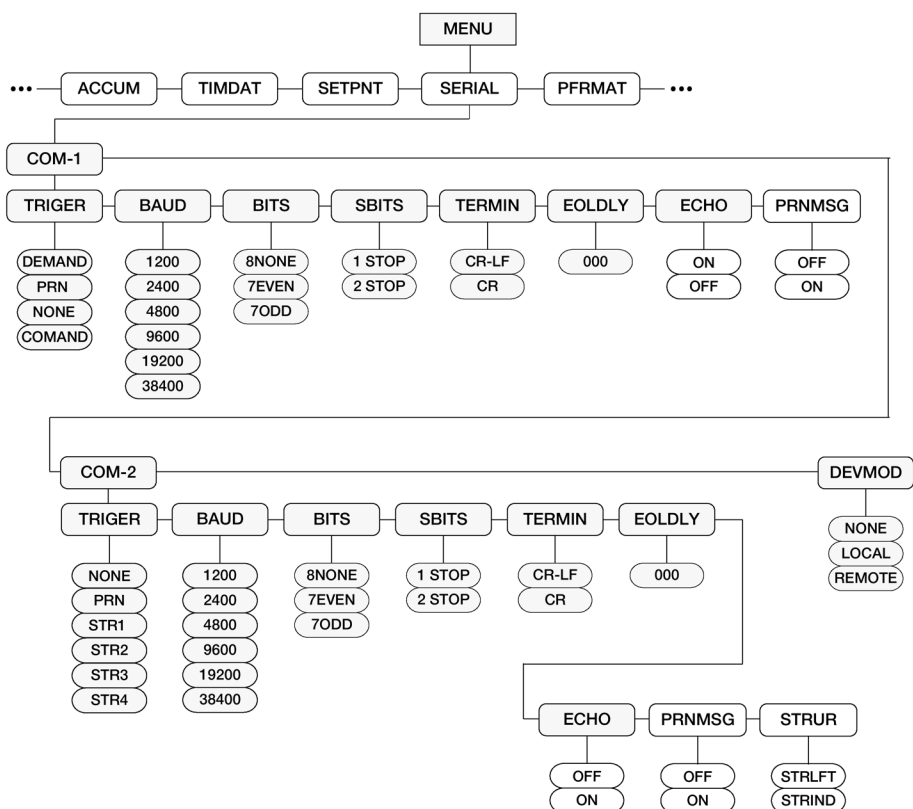 MENU
••• ACCUM TIMDAT SETPNT SERIAL PFRMAT •••
COM-1
TRIGER BAUD BITS SBITS TERMIN EOLDLY ECHO PRNMSG
DEMAND 1200 8NONE 1 STOP CR-LF 000 ON OFF
PRN 2400 7EVEN 2 STOP CR OFF ON
NONE 4800 7ODD
COMAND 9600
19200
38400
COM-2 DEVMOD
TRIGER BAUD BITS SBITS TERMIN EOLDLY NONE
LOCAL
REMOTE
NONE 1200 8NONE 1 STOP CR-LF 000
PRN 2400 7EVEN 2 STOP CR
STR1 4800 7ODD
STR2 9600
STR3 19200
STR4 38400
ECHO PRNMSG STRUR
OFF OFF STRLFT
ON ON STRIND